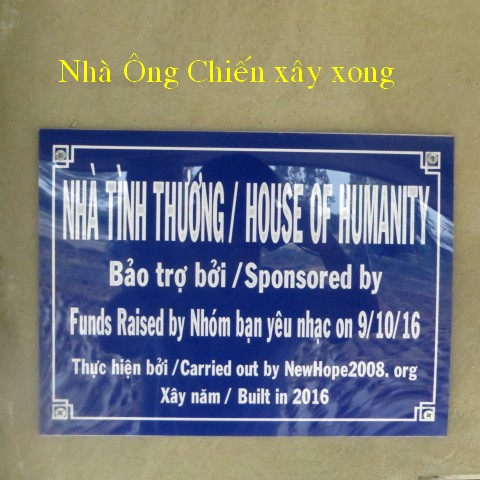 Nhà Ông Chiến xây xong
NHÀ TÌNH THƯƠNG / HOUSE OF HUMANITY
Bảo trợ bởi / Sponsored by
Funds Raised by Nhóm bạn yêu nhạc on 9/10/16
Thực hiện bởi / Carried out by NewHope2008. org
Xây năm / Built in 2016